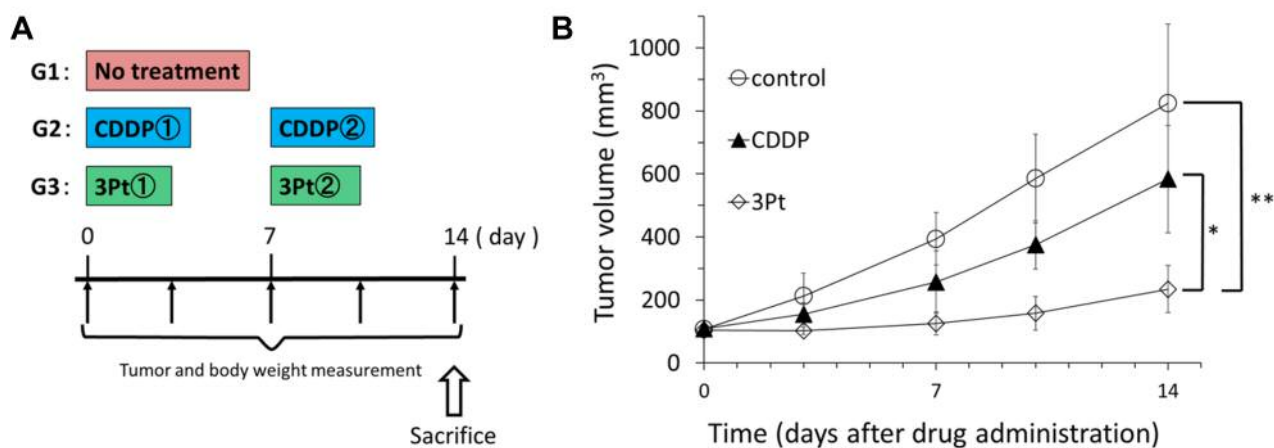 A
G1: No treatment
G2: CDDP① CDDP②
G3: 3Pt① 3Pt②
0 7 14 ( day )
Tumor and body weight measurement
Sacrifice
B
Tumor volume (mm³)
1000
800
600
400
200
0
control
CDDP
3Pt
**
*
0 7 14
Time (days after drug administration)